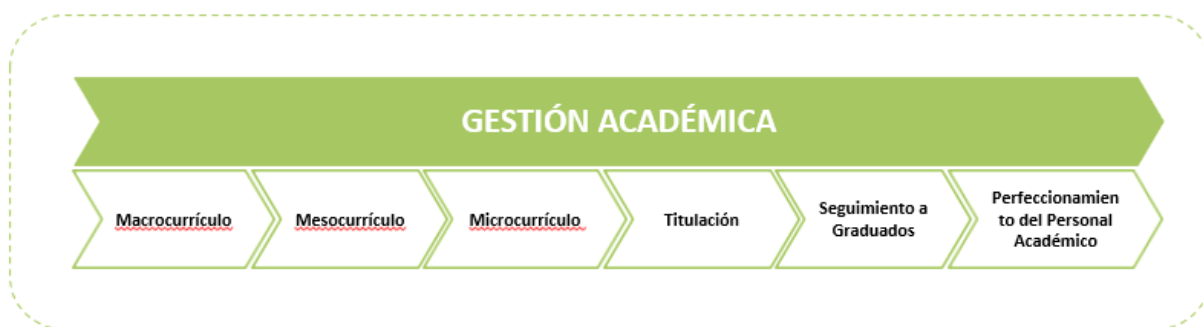 GESTIÓN ACADÉMICA
Macrocurrículo
Mesocurrículo
Microcurrículo
Titulación
Seguimiento a
Graduados
Perfeccionamien
to del Personal
Académico